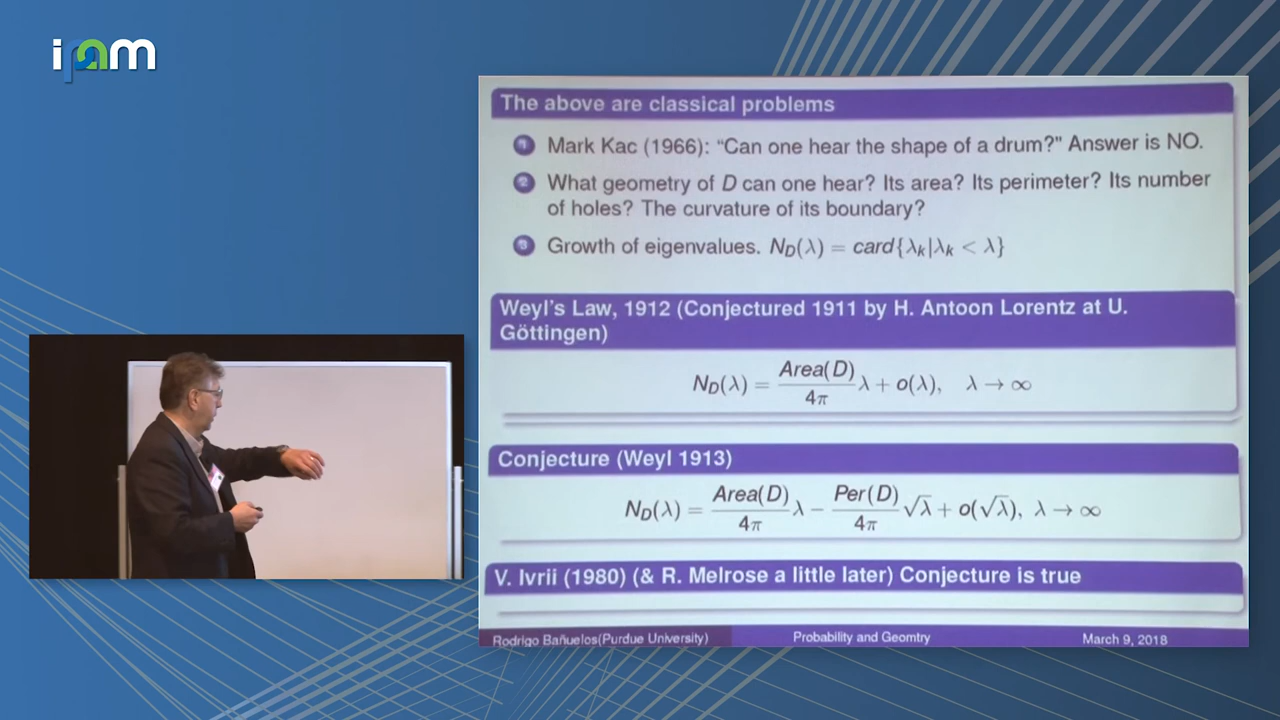 ipam
The above are classical problems
1 Mark Kac (1966): “Can one hear the shape of a drum?" Answer is NO.
2 What geometry of D can one hear? Its area? Its perimeter? Its number
of holes? The curvature of its boundary?
3 Growth of eigenvalues. N_D(λ) = card{λ_k|λ_k < λ}
Weyl's Law, 1912 (Conjectured 1911 by H. Antoon Lorentz at U.
Göttingen)
N_D(λ) = Area(D)/4π λ + o(λ), λ → ∞
Conjecture (Weyl 1913)
N_D(λ) = Area(D)/4π λ − Per(D)/4π √λ + o(√λ), λ → ∞
V. Ivrii (1980) (& R. Melrose a little later) Conjecture is true
Rodrigo Bañuelos(Purdue University) Probability and Geomtry March 9, 2018